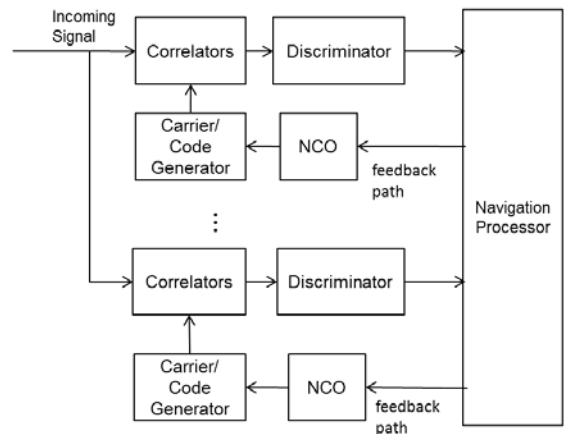 Incoming
Signal
Correlators
Discriminator
Carrier/
Code
Generator
NCO
feedback
path
Navigation
Processor
Correlators
Discriminator
Carrier/
Code
Generator
NCO
feedback
path